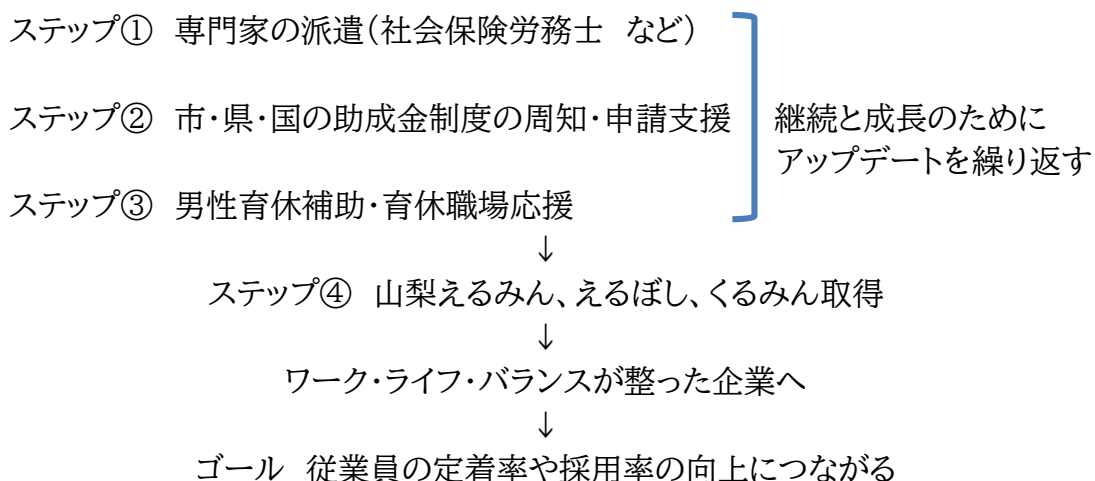 ステップ① 専門家の派遣(社会保険労務士 など)
ステップ② 市・県・国の助成金制度の周知・申請支援
継続と成長のために
アップデートを繰り返す
ステップ③ 男性育休補助・育休職場応援
↓
ステップ④ 山梨えるみん、えるぼし、くるみん取得
↓
ワーク・ライフ・バランスが整った企業へ
↓
ゴール 従業員の定着率や採用率の向上につながる